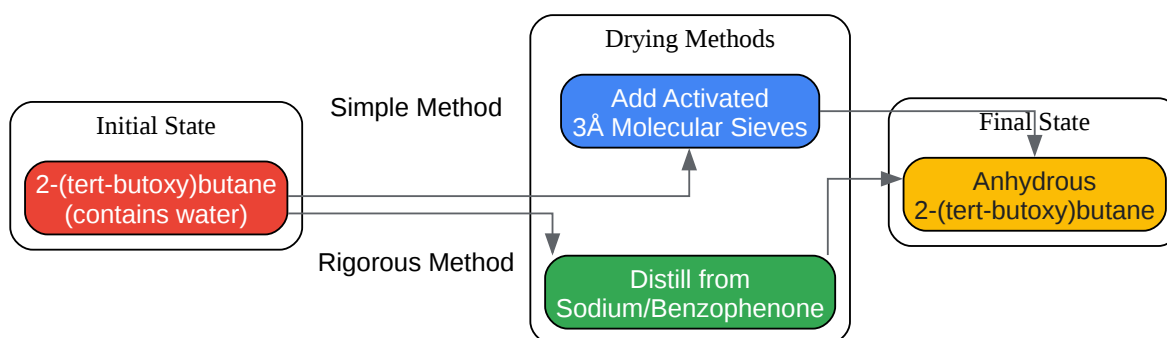 Initial State
2-(tert-butoxy)butane
(contains water)
Simple Method
Rigorous Method
Drying Methods
Add Activated
3Å Molecular Sieves
Distill from
Sodium/Benzophenone
Final State
Anhydrous
2-(tert-butoxy)butane